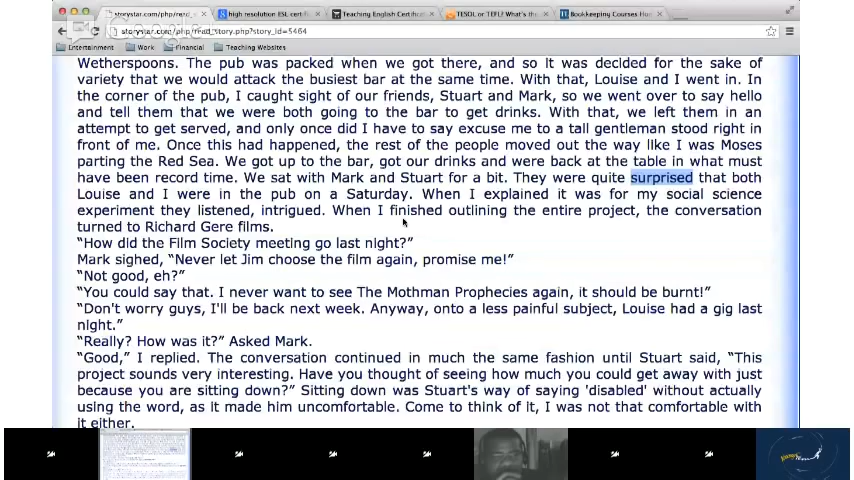 storystar.com/php/read_s
high resolution ESL certif
Teaching English Certifica
TESOL or TEFL? What's th
Bookkeeping Courses Hum
storystar.com/php/read_story.php?story_id=5464
Entertainment Work Financial Teaching Websites
Wetherspoons. The pub was packed when we got there, and so it was decided for the sake of
variety that we would attack the busiest bar at the same time. With that, Louise and I went in. In
the corner of the pub, I caught sight of our friends, Stuart and Mark, so we went over to say hello
and tell them that we were both going to the bar to get drinks. With that, we left them in an
attempt to get served, and only once did I have to say excuse me to a tall gentleman stood right in
front of me. Once this had happened, the rest of the people moved out the way like I was Moses
parting the Red Sea. We got up to the bar, got our drinks and were back at the table in what must
have been record time. We sat with Mark and Stuart for a bit. They were quite surprised that both
Louise and I were in the pub on a Saturday. When I explained it was for my social science
experiment they listened, intrigued. When I finished outlining the entire project, the conversation
turned to Richard Gere films.
“How did the Film Society meeting go last night?”
Mark sighed, “Never let Jim choose the film again, promise me!”
“Not good, eh?”
“You could say that. I never want to see The Mothman Prophecies again, it should be burnt!”
“Don't worry guys, I'll be back next week. Anyway, onto a less painful subject, Louise had a gig last
night.”
“Really? How was it?” Asked Mark.
“Good,” I replied. The conversation continued in much the same fashion until Stuart said, “This
project sounds very interesting. Have you thought of seeing how much you could get away with just
because you are sitting down?” Sitting down was Stuart's way of saying 'disabled' without actually
using the word, as it made him uncomfortable. Come to think of it, I was not that comfortable with
it either.